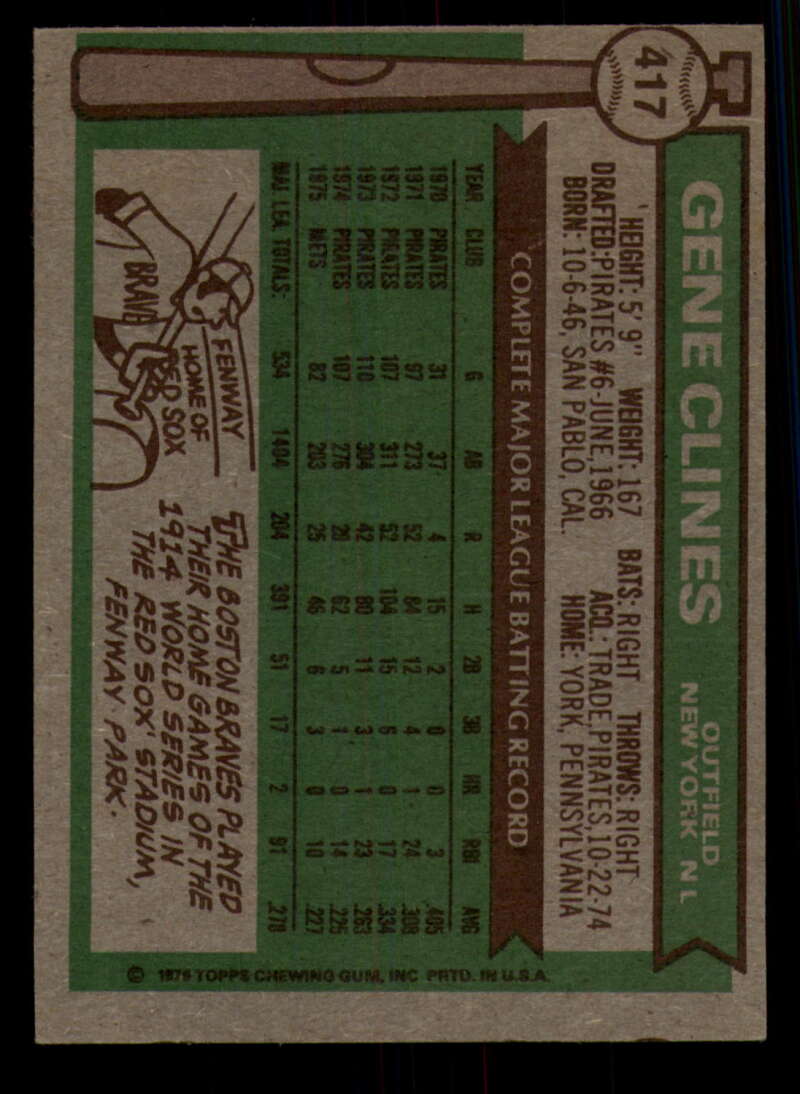 417
GENE CLINES
OUTFIELD
NEW YORK N L
HEIGHT: 5' 9" WEIGHT: 167 BATS: RIGHT THROWS: RIGHT
DRAFTED: PIRATES #6-JUNE, 1966 ACQ.: TRADE, PIRATES, 10-22-74
BORN: 10-6-46, SAN PABLO, CAL. HOME: YORK, PENNSYLVANIA
COMPLETE MAJOR LEAGUE BATTING RECORD
YEAR CLUB G AB R H 2B 3B HR RBI AVG
1970 PIRATES 31 37 4 15 2 0 0 3 .405
1971 PIRATES 97 273 52 84 12 4 1 24 .308
1972 PIRATES 107 311 52 104 15 6 0 17 .334
1973 PIRATES 110 304 42 80 11 3 1 23 .263
1974 PIRATES 107 276 29 62 5 1 0 14 .225
1975 METS 82 203 25 46 6 3 0 10 .227
MAJ. LEA. TOTALS: 534 1404 204 391 51 17 2 91 .278
FENWAY
HOME OF
RED SOX
BRAVE
THE BOSTON BRAVES PLAYED
THEIR HOME GAMES OF THE
1914 WORLD SERIES IN
THE RED SOX' STADIUM,
FENWAY PARK.
© 1976 TOPPS CHEWING GUM, INC PRTD. IN U.S.A.